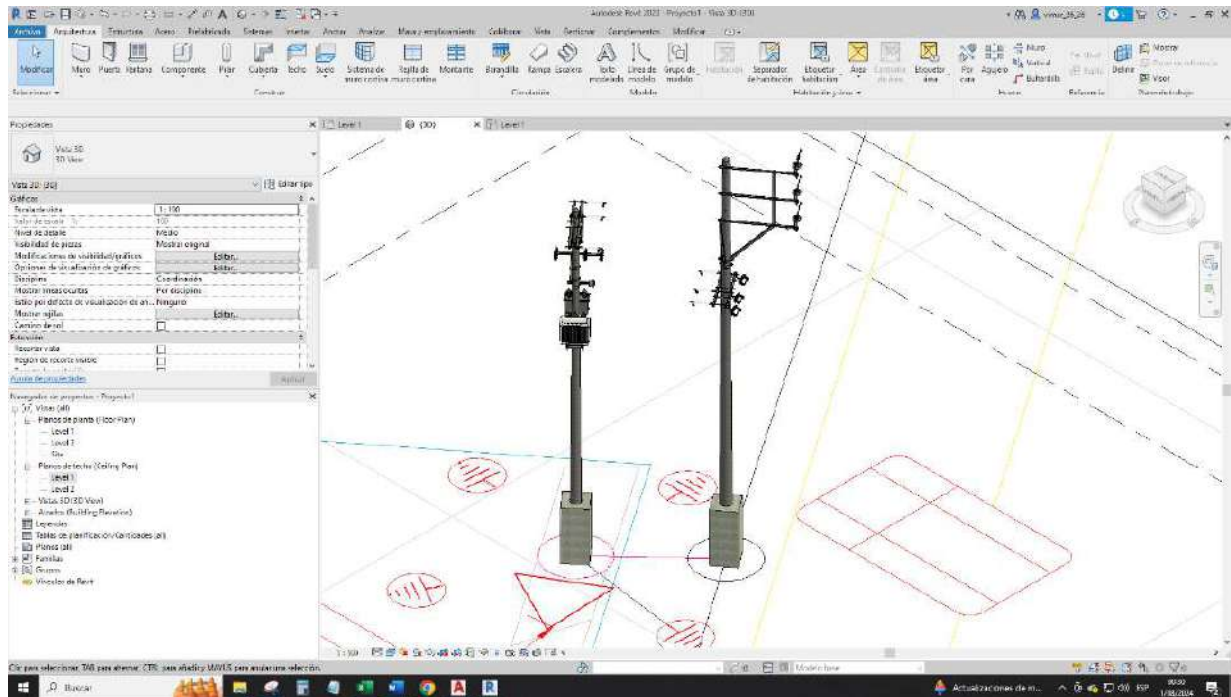 Autodesk Revit 2023 - Proyecto1 - Vista 3D: {3D}
Archivo Arquitectura Estructura Acero Prefabricado Sistemas Insertar Anotar Analizar Masa y emplazamiento Colaborar Vista Gestionar Complementos Modificar
Modificar Muro Puerta Ventana Componente Pilar Cubierta Techo Suelo Sistema de muro cortina Rejilla de muro cortina Montante Barandilla Rampa Escalera Texto modelado Línea de modelo Grupo de modelo Separador de habitación Etiquetar habitación Área Etiquetar área Por cara Agujero Muro Vertical Buhardilla Definir Mostrar Visor
Seleccionar Construir Circulación Modelo Habitación y área Hueco Referencia Plano de trabajo
Propiedades
Level 1 {3D} Level 1
Vista 3D
3D View
Vista 3D: {3D} Editar tipo
Gráficos
Escala de vista 1 : 100
100
Nivel de detalle Medio
Visibilidad de piezas Mostrar original
Modificaciones de visibilidad/gráficos Editar...
Opciones de visualización de gráficos Editar...
Disciplina Coordinación
Mostrar líneas ocultas Por disciplina
Estilo por defecto de visualización de an... Ninguno
Mostrar rejillas Editar...
Camino de sol
Extensión
Recortar vista
Región de recorte visible
Ayuda de propiedades Aplicar
Navegador de proyectos - Proyecto1
Vistas (all)
Planos de planta (Floor Plan)
Level 1
Level 2
Site
Planos de techo (Ceiling Plan)
Level 1
Level 2
Vistas 3D (3D View)
Alzados (Building Elevation)
Leyendas
Tablas de planificación/Cantidades (all)
Planos (all)
Familias
Grupos
Vínculos de Revit
1 : 100
Clic para seleccionar, TAB para alternar, CTRL para añadir y MAYÚS para anular una selección.
Modelo base
Buscar
Actualizaciones de m...
ESP
1/08/2024